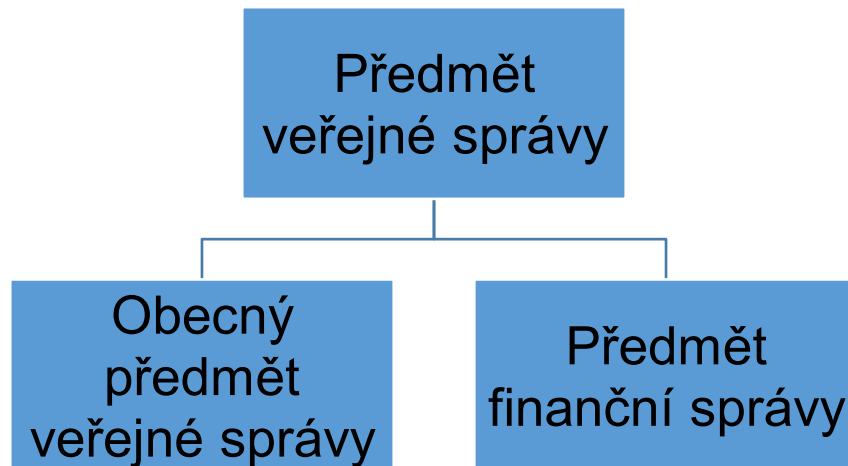 Předmět
veřejné správy
Obecný
předmět
veřejné správy
Předmět
finanční správy